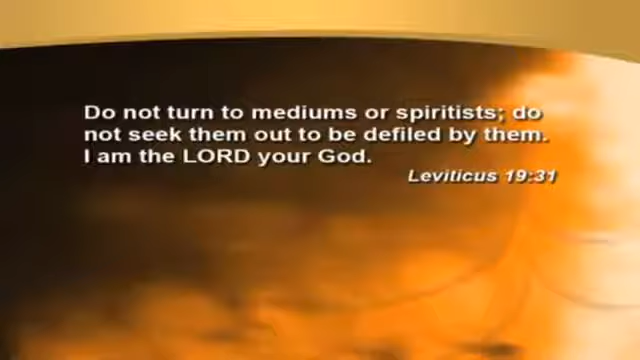 Do not turn to mediums or spiritists; do
not seek them out to be defiled by them.
I am the LORD your God.
Leviticus 19:31